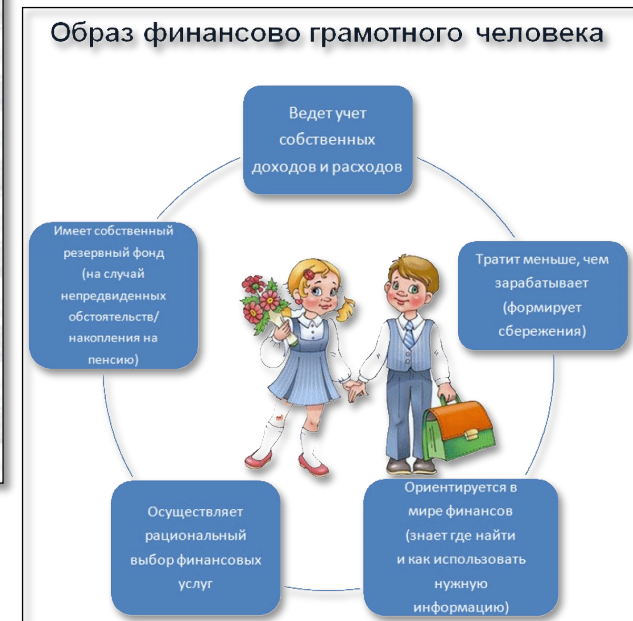 Образ финансово грамотного человека
Ведет учет
собственных
доходов и расходов
Тратит меньше, чем
зарабатывает
(формирует
сбережения)
Ориентируется в
мире финансов
(знает где найти
и как использовать
нужную
информацию)
Осуществляет
рациональный
выбор финансовых
услуг
Имеет собственный
резервный фонд
(на случай
непредвиденных
обстоятельств/
накопления на
пенсию)